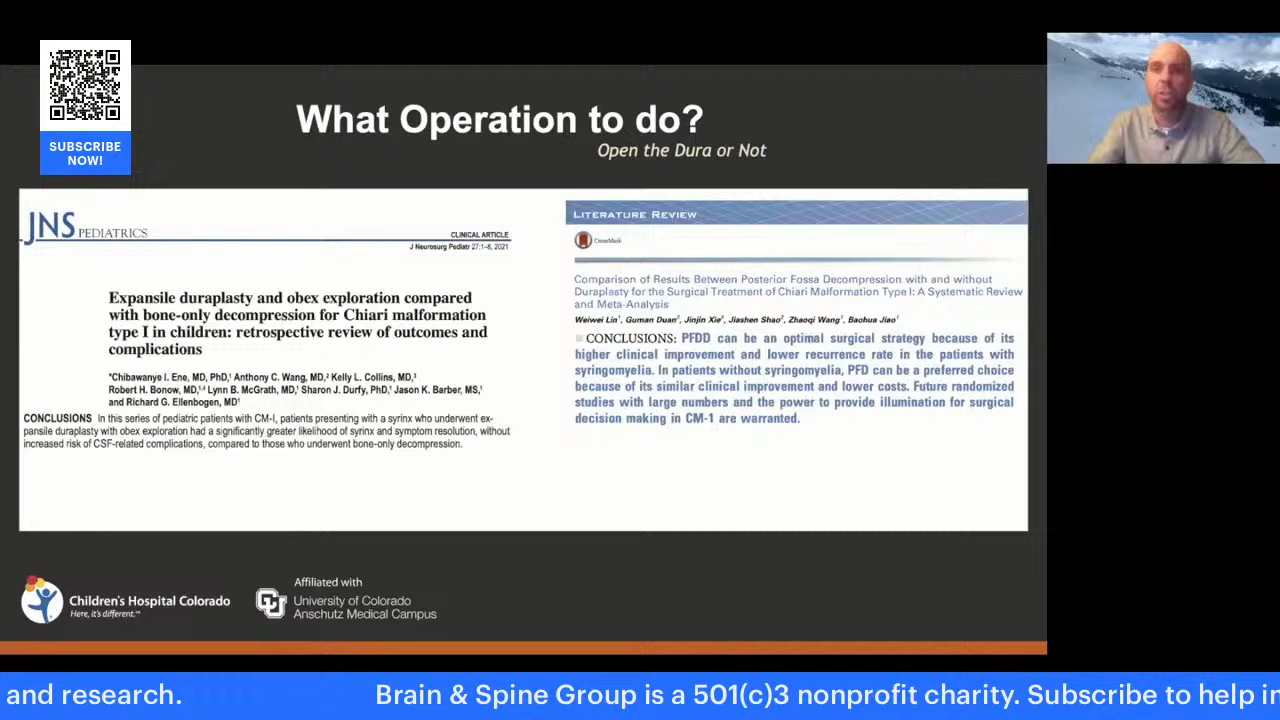 SUBSCRIBE
NOW!
What Operation to do?
Open the Dura or Not
JNS PEDIATRICS
CLINICAL ARTICLE
J Neurosurg Pediatr 27:1–8, 2021
Expansile duraplasty and obex exploration compared
with bone-only decompression for Chiari malformation
type I in children: retrospective review of outcomes and
complications
*Chibawanye I. Ene, MD, PhD,¹ Anthony C. Wang, MD,² Kelly L. Collins, MD,³
Robert H. Bonow, MD,¹,⁴ Lynn B. McGrath, MD,¹ Sharon J. Durfy, PhD,¹ Jason K. Barber, MS,¹
and Richard G. Ellenbogen, MD¹
CONCLUSIONS In this series of pediatric patients with CM-I, patients presenting with a syrinx who underwent ex-
pansile duraplasty with obex exploration had a significantly greater likelihood of syrinx and symptom resolution, without
increased risk of CSF-related complications, compared to those who underwent bone-only decompression.
LITERATURE REVIEW
CrossMark
Comparison of Results Between Posterior Fossa Decompression with and without
Duraplasty for the Surgical Treatment of Chiari Malformation Type I: A Systematic Review
and Meta-Analysis
Weiwei Lin¹, Guman Duan², Jinjin Xie², Jiashen Shao², Zhaoqi Wang¹, Baohua Jiao¹
CONCLUSIONS: PFDD can be an optimal surgical strategy because of its
higher clinical improvement and lower recurrence rate in the patients with
syringomyelia. In patients without syringomyelia, PFD can be a preferred choice
because of its similar clinical improvement and lower costs. Future randomized
studies with large numbers and the power to provide illumination for surgical
decision making in CM-1 are warranted.
Children's Hospital Colorado
Here, it's different.™
Affiliated with
University of Colorado
Anschutz Medical Campus
and research.
Brain & Spine Group is a 501(c)3 nonprofit charity. Subscribe to help in